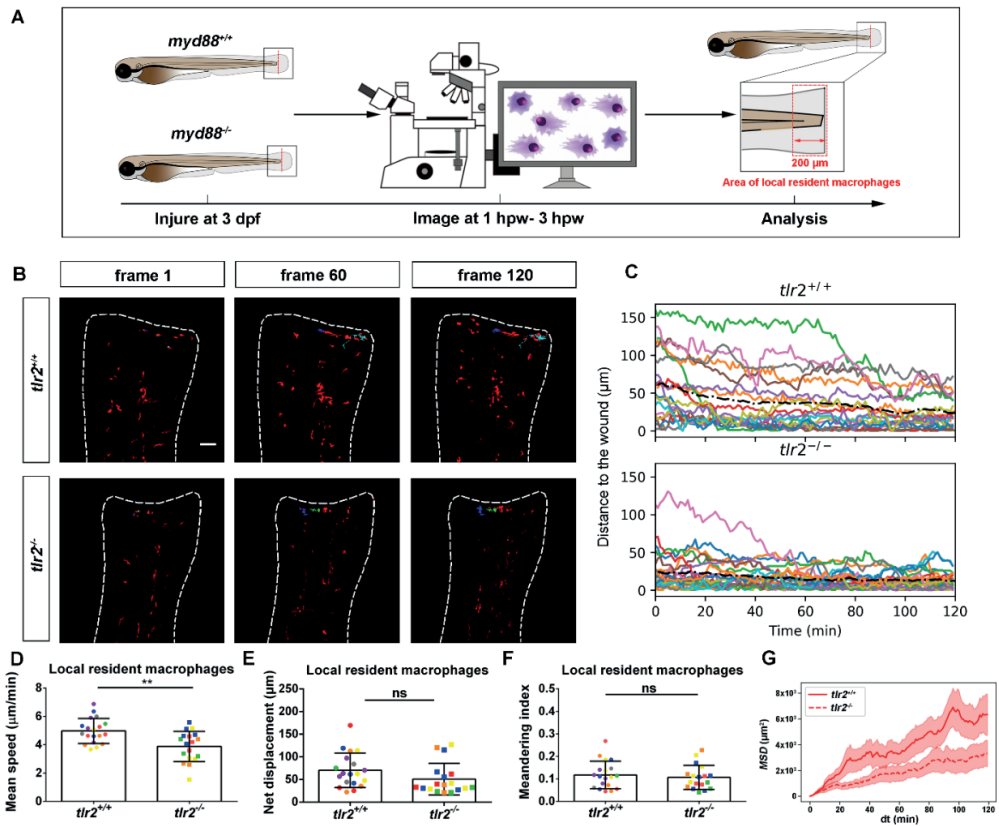 A
myd88+/+
myd88-/-
200 µm
Area of local resident macrophages
Injure at 3 dpf
Image at 1 hpw- 3 hpw
Analysis
B
frame 1
frame 60
frame 120
tlr2+/+
tlr2-/-
C
tlr2+/+
150
100
50
0
tlr2−/−
150
100
50
0
Distance to the wound (µm)
0 20 40 60 80 100 120
Time (min)
D
Local resident macrophages
**
Mean speed (µm/min)
8
6
4
2
0
tlr2+/+ tlr2-/-
E
Local resident macrophages
ns
Net displacement (µm)
250
200
150
100
50
0
tlr2+/+ tlr2-/-
F
Local resident macrophages
ns
Meandering index
0.5
0.4
0.3
0.2
0.1
0.0
tlr2+/+ tlr2-/-
G
tlr2+/+
tlr2-/-
MSD (µm²)
8x10³
6x10³
4x10³
2x10³
0
0 20 40 60 80 100 120
dt (min)